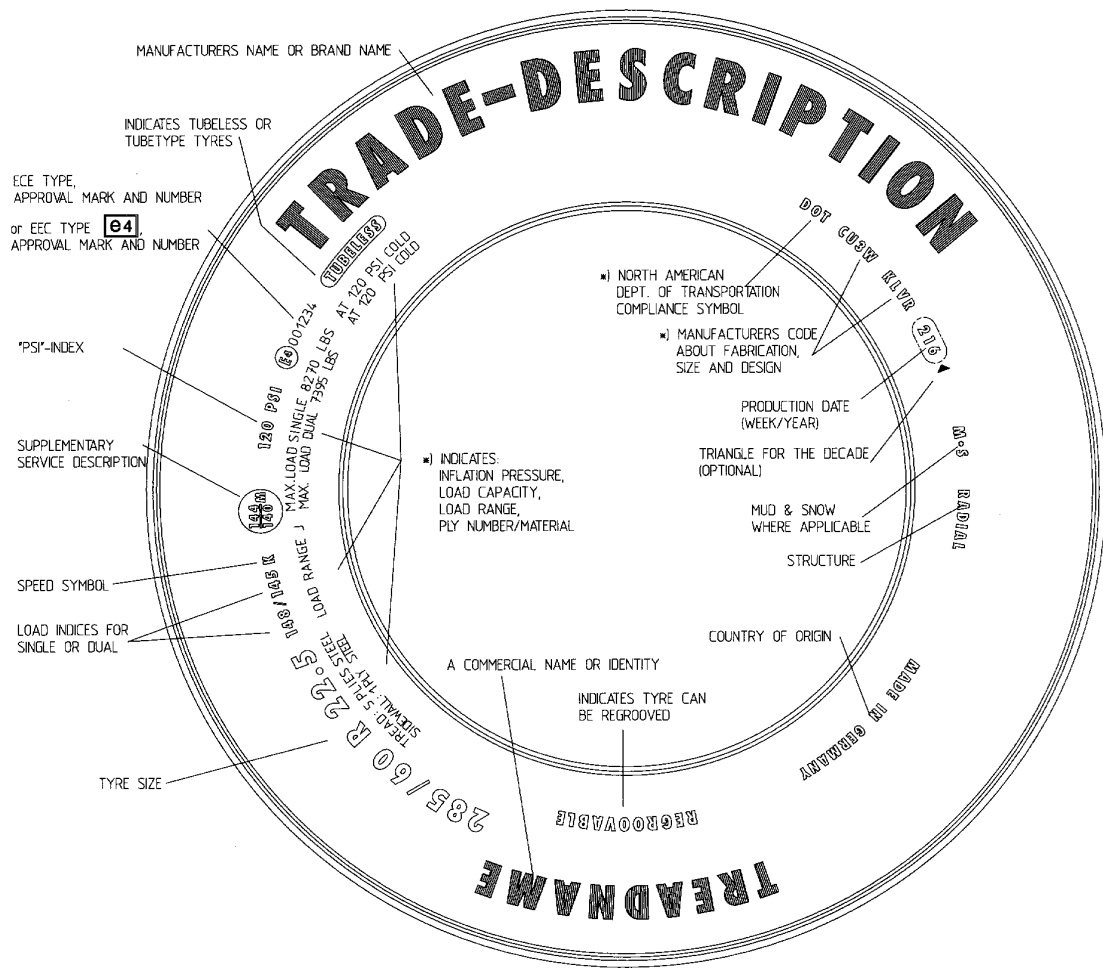 MANUFACTURERS NAME OR BRAND NAME
TRADE-DESCRIPTION
INDICATES TUBELESS OR
TUBETYPE TYRES
ECE TYPE,
APPROVAL MARK AND NUMBER
or EEC TYPE e4,
APPROVAL MARK AND NUMBER
"PSI"-INDEX
SUPPLEMENTARY
SERVICE DESCRIPTION
SPEED SYMBOL
LOAD INDICES FOR
SINGLE OR DUAL
TYRE SIZE
TUBELESS
E4 001234
120 PSI
144M
140M
148/145 K
285/60 R 22.5
MAX.LOAD SINGLE 8270 LBS AT 120 PSI COLD
MAX. LOAD DUAL 7395 LBS AT 120 PSI COLD
LOAD RANGE J
TREAD: 5 PLIES STEEL
SIDEWALL: 1PLY STEEL
*) INDICATES:
INFLATION PRESSURE,
LOAD CAPACITY,
LOAD RANGE,
PLY NUMBER/MATERIAL
DOT CU3W KLVR 216
*) NORTH AMERICAN
DEPT. OF TRANSPORTATION
COMPLIANCE SYMBOL
*) MANUFACTURERS CODE
ABOUT FABRICATION,
SIZE AND DESIGN
PRODUCTION DATE
(WEEK/YEAR)
TRIANGLE FOR THE DECADE
(OPTIONAL)
M+S RADIAL
MUD & SNOW
WHERE APPLICABLE
STRUCTURE
COUNTRY OF ORIGIN
MADE IN GERMANY
A COMMERCIAL NAME OR IDENTITY
INDICATES TYRE CAN
BE REGROOVED
REGROOVABLE
TREADNAME